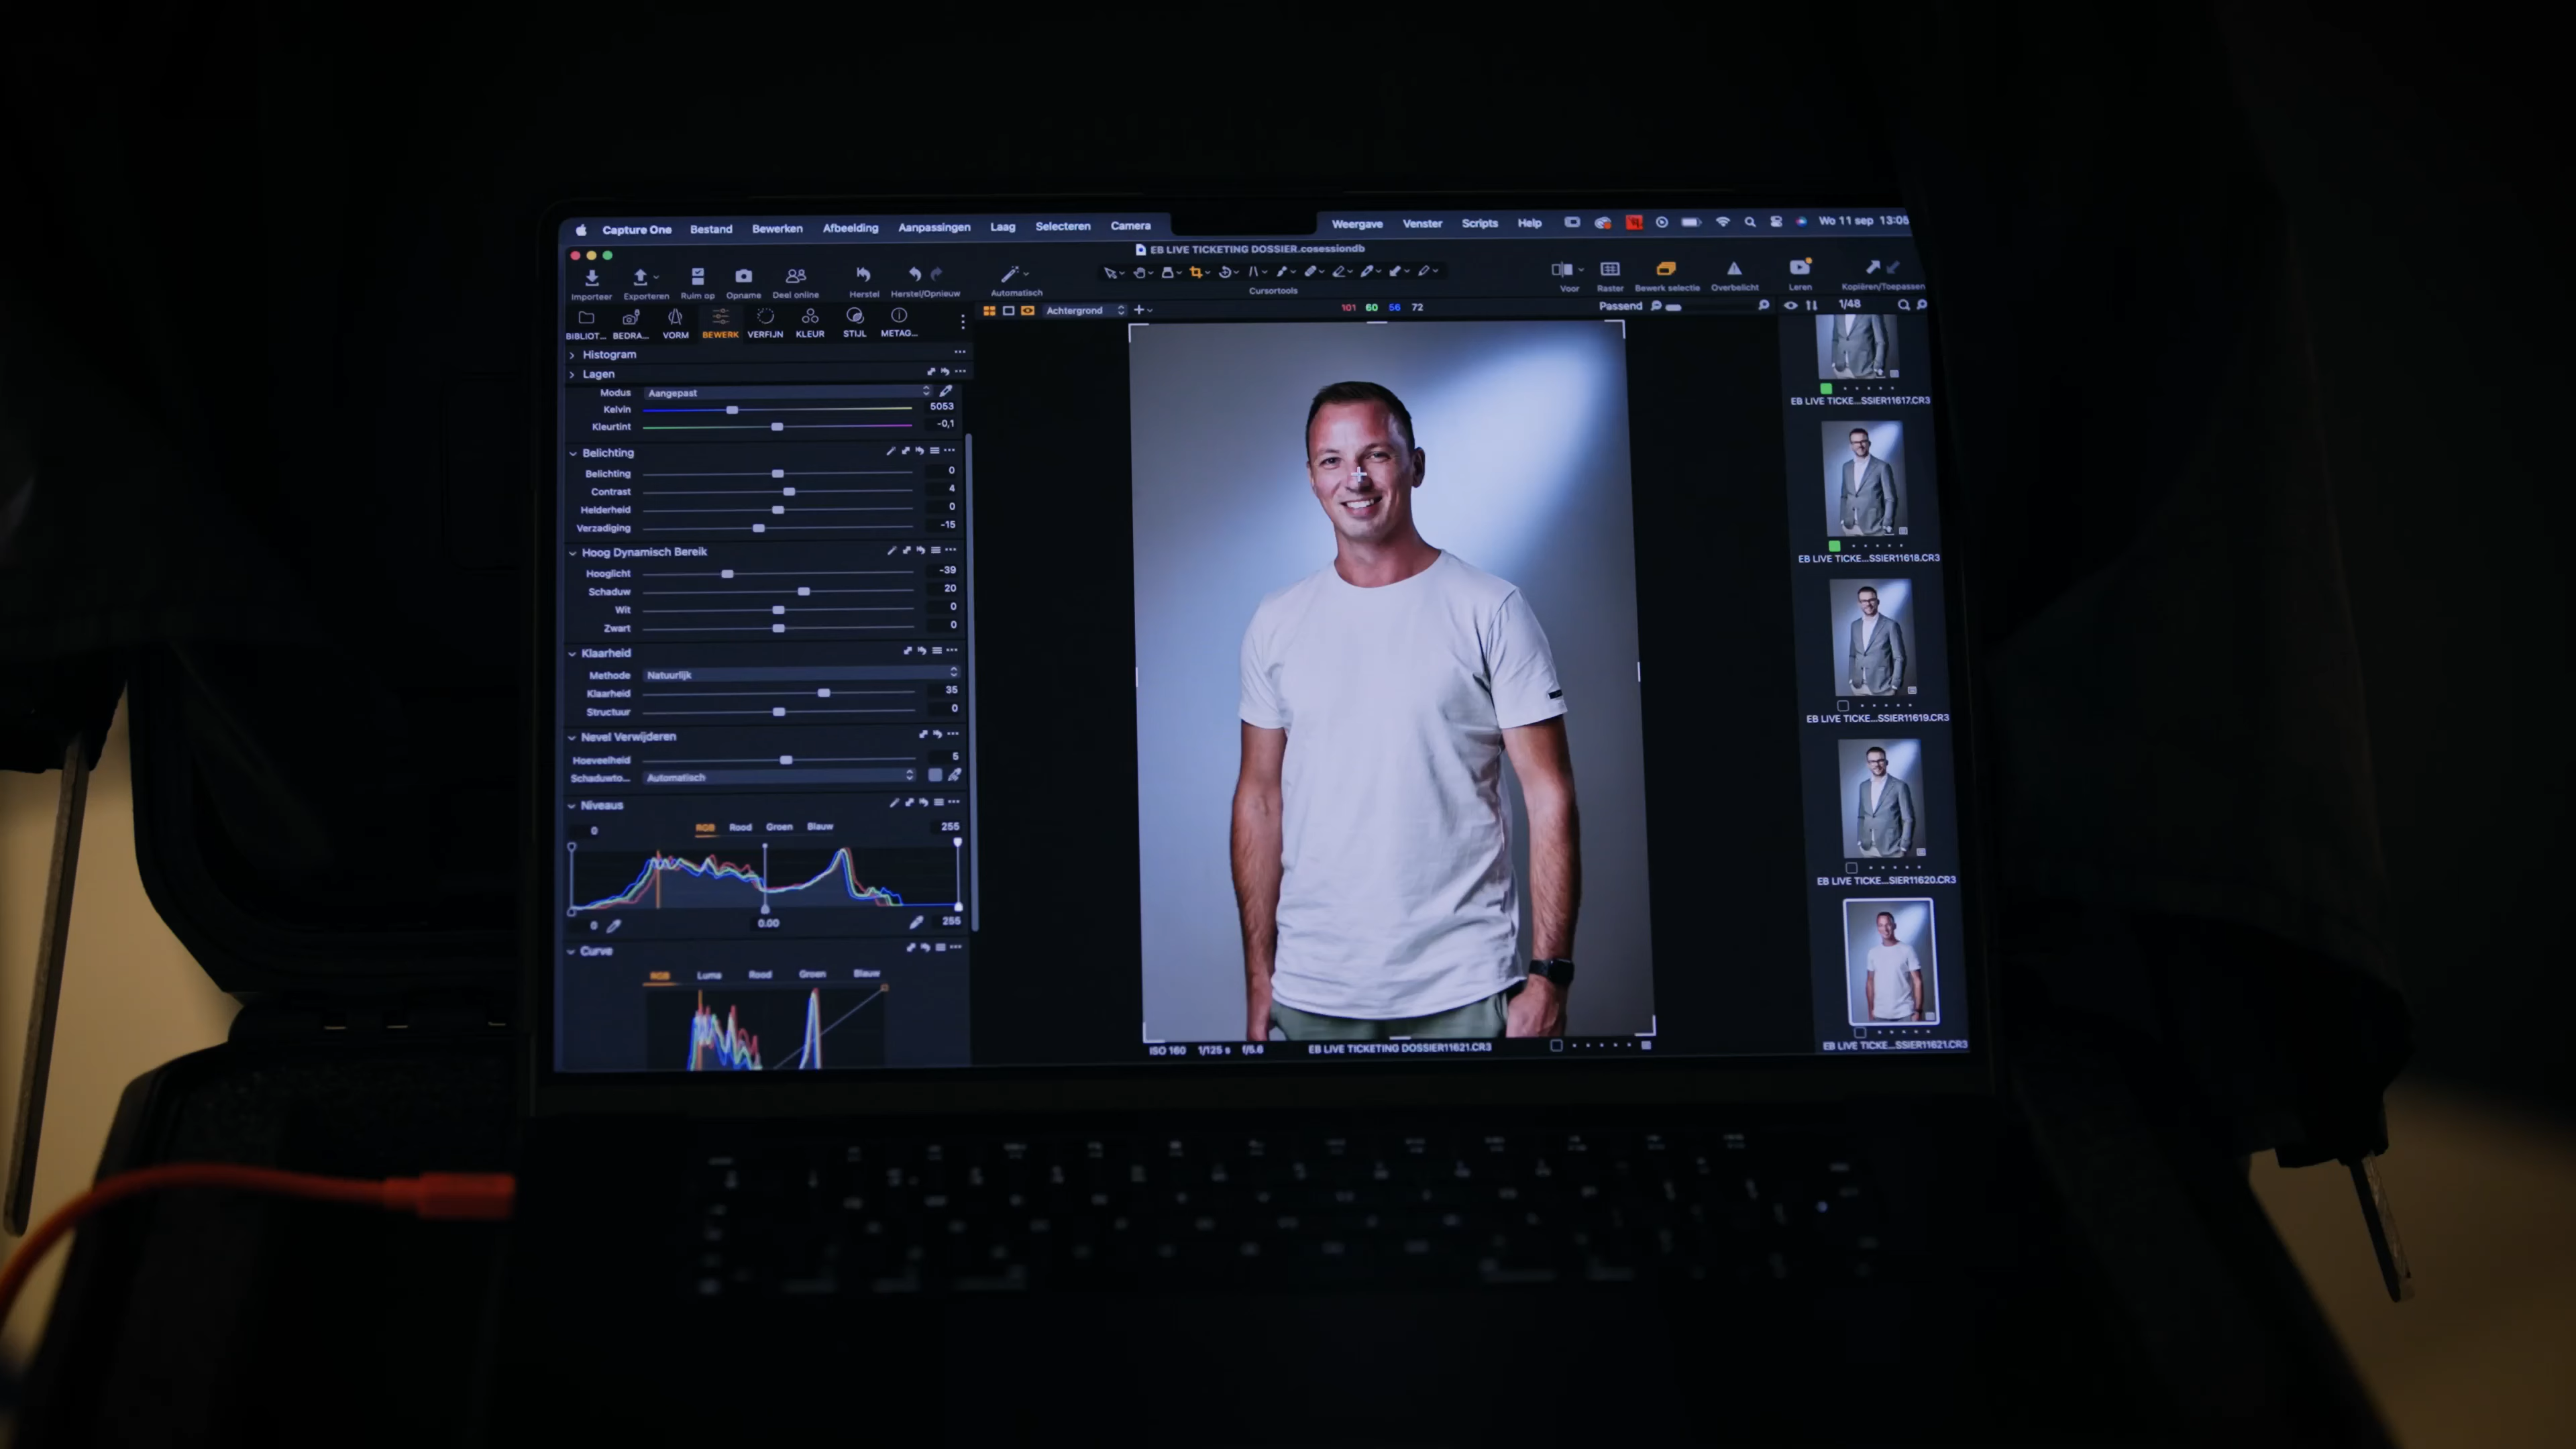 Capture One Bestand Bewerken Afbeelding Aanpassingen Laag Selecteren Camera Weergave Venster Scripts Help Wo 11 sep 13:05
EB LIVE TICKETING DOSSIER.cosessiondb
Importeer Exporteren Ruim op Opname Deel online Herstel Herstel/Opnieuw Automatisch Cursortools Voor Raster Bewerk selectie Overbelicht Leren Kopiëren/Toepassen
BIBLIOT... BEDRA... VORM BEWERK VERFIJN KLEUR STIJL METAG...
Achtergrond
101 60 56 72
Passend
1/48
Histogram
Lagen
Modus Aangepast
Kelvin 5053
Kleurtint -0,1
Belichting
Belichting 0
Contrast 4
Helderheid 0
Verzadiging -15
Hoog Dynamisch Bereik
Hooglicht -39
Schaduw 20
Wit 0
Zwart 0
Klaarheid
Methode Natuurlijk
Klaarheid 35
Structuur 0
Nevel Verwijderen
Hoeveelheid 5
Schaduwto... Automatisch
Niveaus
0 RGB Rood Groen Blauw 255
0 0.00 255
Curve
RGB Luma Rood Groen Blauw
ISO 160 1/125 s f/5.6 EB LIVE TICKETING DOSSIER11621.CR3
EB LIVE TICKE...SSIER11617.CR3
EB LIVE TICKE...SSIER11618.CR3
EB LIVE TICKE...SSIER11619.CR3
EB LIVE TICKE...SIER11620.CR3
EB LIVE TICKE...SSIER11621.CR3